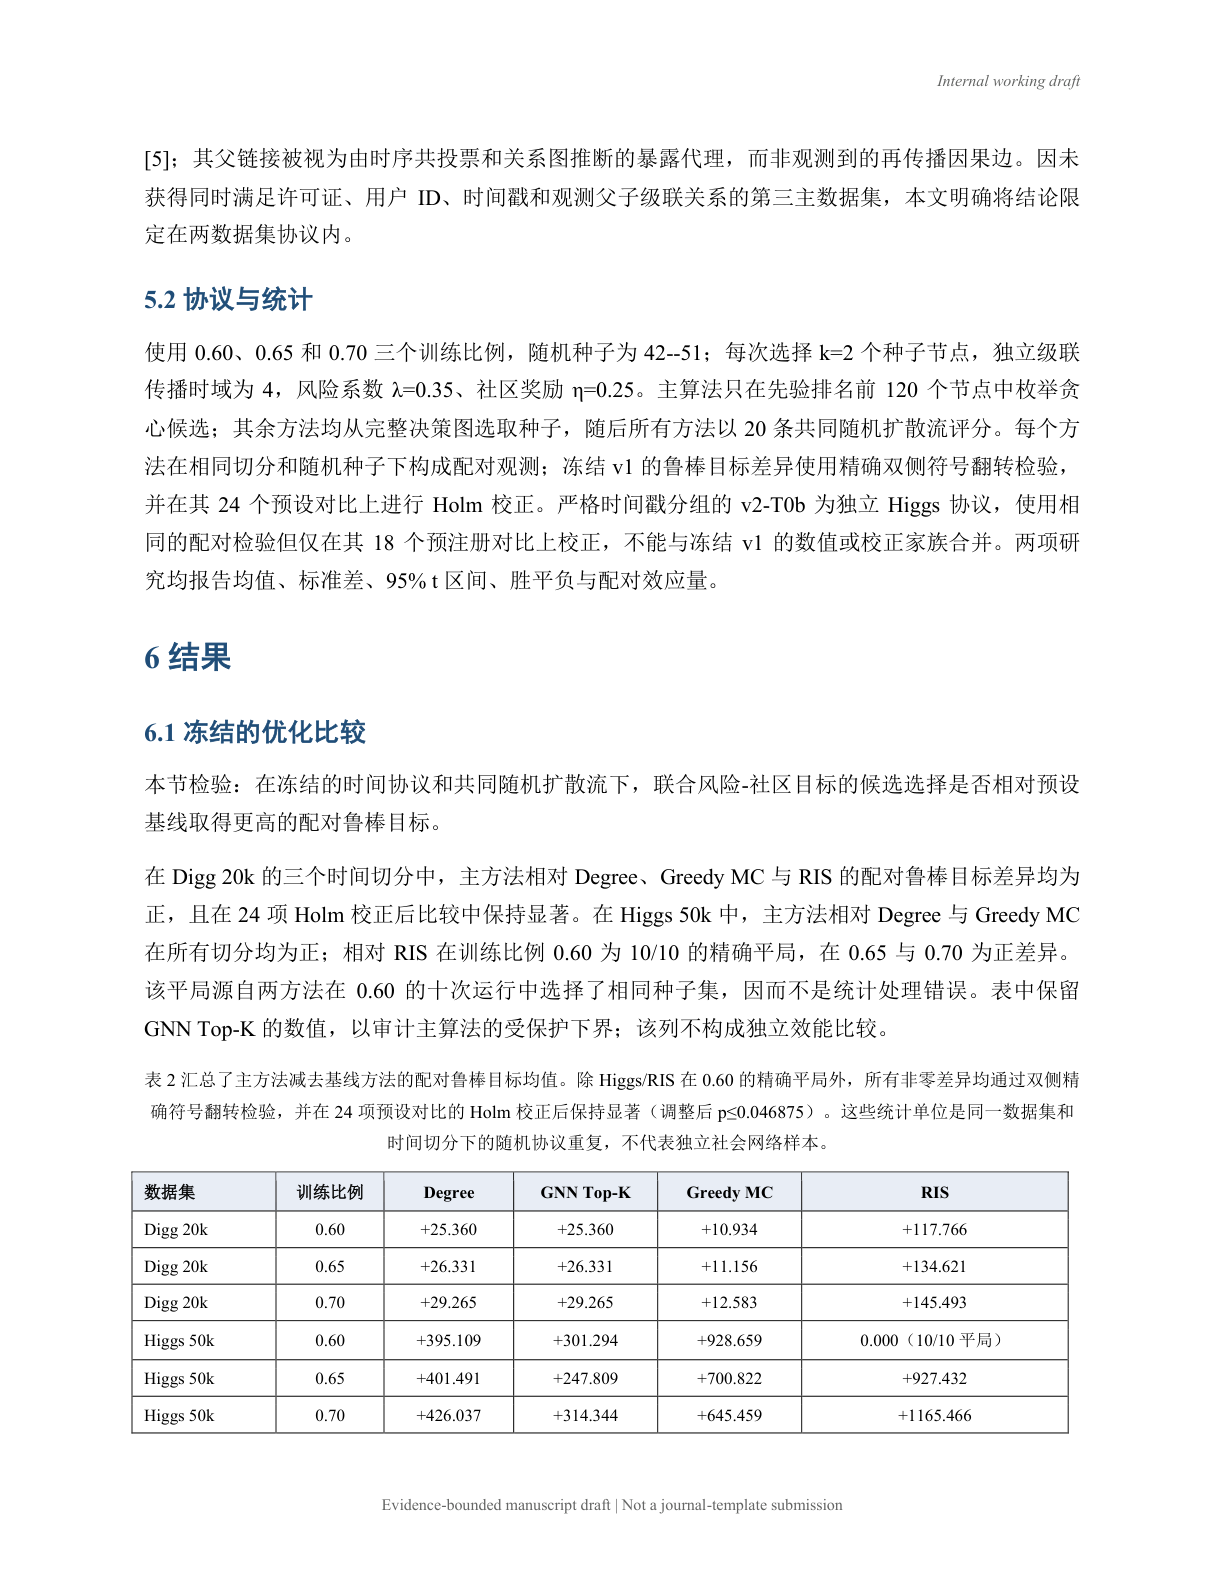 Internal working draft
[5]；其父链接被视为由时序共投票和关系图推断的暴露代理，而非观测到的再传播因果边。因未
获得同时满足许可证、用户 ID、时间戳和观测父子级联关系的第三主数据集，本文明确将结论限
定在两数据集协议内。
5.2 协议与统计
使用 0.60、0.65 和 0.70 三个训练比例，随机种子为 42--51；每次选择 k=2 个种子节点，独立级联
传播时域为 4，风险系数 λ=0.35、社区奖励 η=0.25。主算法只在先验排名前 120 个节点中枚举贪
心候选；其余方法均从完整决策图选取种子，随后所有方法以 20 条共同随机扩散流评分。每个方
法在相同切分和随机种子下构成配对观测；冻结 v1 的鲁棒目标差异使用精确双侧符号翻转检验，
并在其 24 个预设对比上进行 Holm 校正。严格时间戳分组的 v2-T0b 为独立 Higgs 协议，使用相
同的配对检验但仅在其 18 个预注册对比上校正，不能与冻结 v1 的数值或校正家族合并。两项研
究均报告均值、标准差、95% t 区间、胜平负与配对效应量。
6 结果
6.1 冻结的优化比较
本节检验：在冻结的时间协议和共同随机扩散流下，联合风险-社区目标的候选选择是否相对预设
基线取得更高的配对鲁棒目标。
在 Digg 20k 的三个时间切分中，主方法相对 Degree、Greedy MC 与 RIS 的配对鲁棒目标差异均为
正，且在 24 项 Holm 校正后比较中保持显著。在 Higgs 50k 中，主方法相对 Degree 与 Greedy MC
在所有切分均为正；相对 RIS 在训练比例 0.60 为 10/10 的精确平局，在 0.65 与 0.70 为正差异。
该平局源自两方法在 0.60 的十次运行中选择了相同种子集，因而不是统计处理错误。表中保留
GNN Top-K 的数值，以审计主算法的受保护下界；该列不构成独立效能比较。
表 2 汇总了主方法减去基线方法的配对鲁棒目标均值。除 Higgs/RIS 在 0.60 的精确平局外，所有非零差异均通过双侧精
确符号翻转检验，并在 24 项预设对比的 Holm 校正后保持显著（调整后 p≤0.046875）。这些统计单位是同一数据集和
时间切分下的随机协议重复，不代表独立社会网络样本。
数据集 训练比例 Degree GNN Top-K Greedy MC RIS
Digg 20k 0.60 +25.360 +25.360 +10.934 +117.766
Digg 20k 0.65 +26.331 +26.331 +11.156 +134.621
Digg 20k 0.70 +29.265 +29.265 +12.583 +145.493
Higgs 50k 0.60 +395.109 +301.294 +928.659 0.000（10/10 平局）
Higgs 50k 0.65 +401.491 +247.809 +700.822 +927.432
Higgs 50k 0.70 +426.037 +314.344 +645.459 +1165.466
Evidence-bounded manuscript draft | Not a journal-template submission